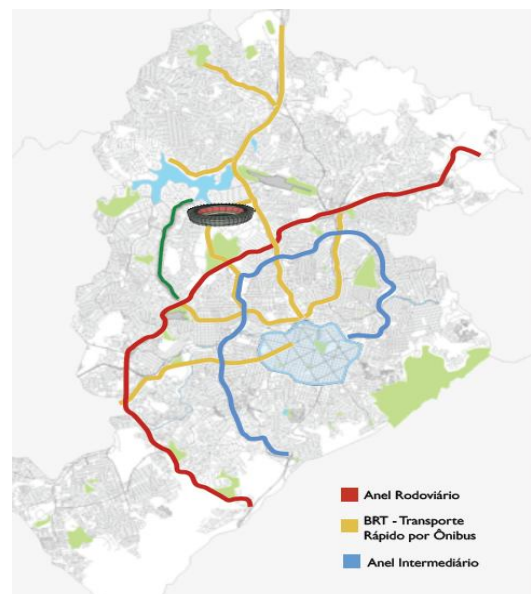 Anel Rodoviário
BRT - Transporte
Rápido por Ônibus
Anel Intermediário